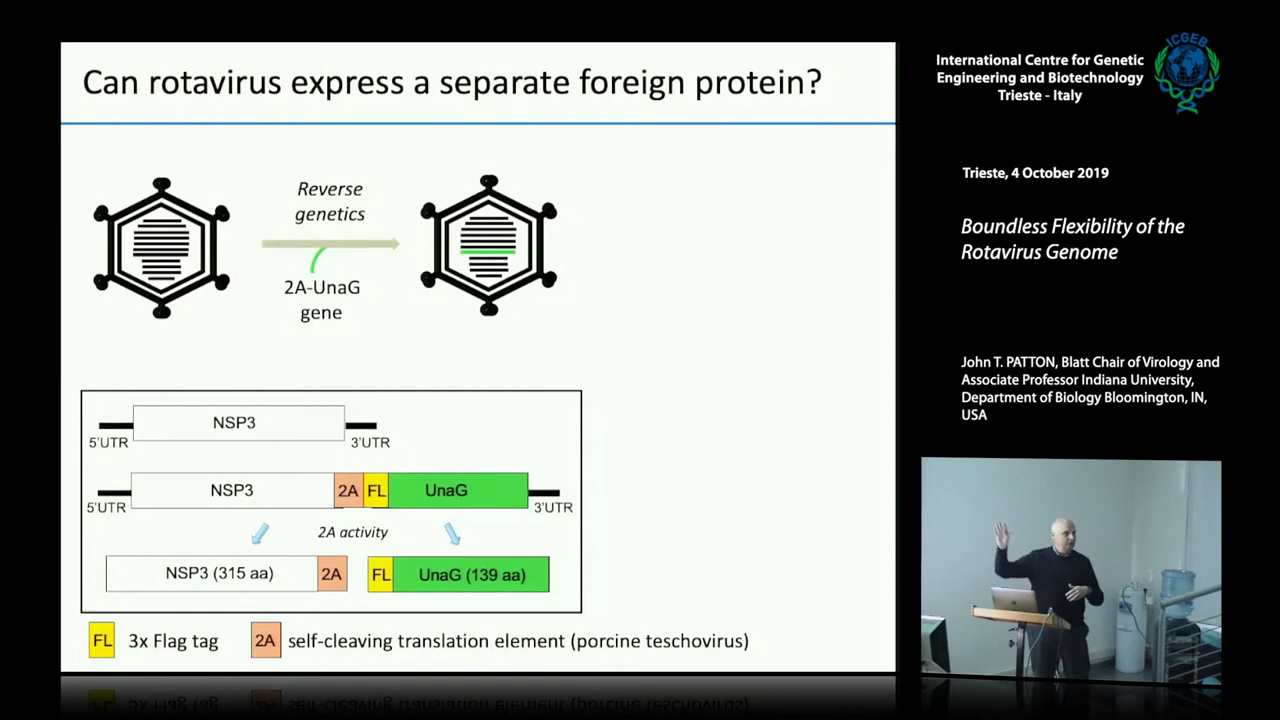 Can rotavirus express a separate foreign protein?
Reverse
genetics
2A-UnaG
gene
NSP3
5'UTR
3'UTR
NSP3
2A
FL
UnaG
5'UTR
3'UTR
2A activity
NSP3 (315 aa)
2A
FL
UnaG (139 aa)
FL
3x Flag tag
2A
self-cleaving translation element (porcine teschovirus)
International Centre for Genetic
Engineering and Biotechnology
Trieste - Italy
ICGEB
Trieste, 4 October 2019
Boundless Flexibility of the
Rotavirus Genome
John T. PATTON, Blatt Chair of Virology and
Associate Professor Indiana University,
Department of Biology Bloomington, IN,
USA